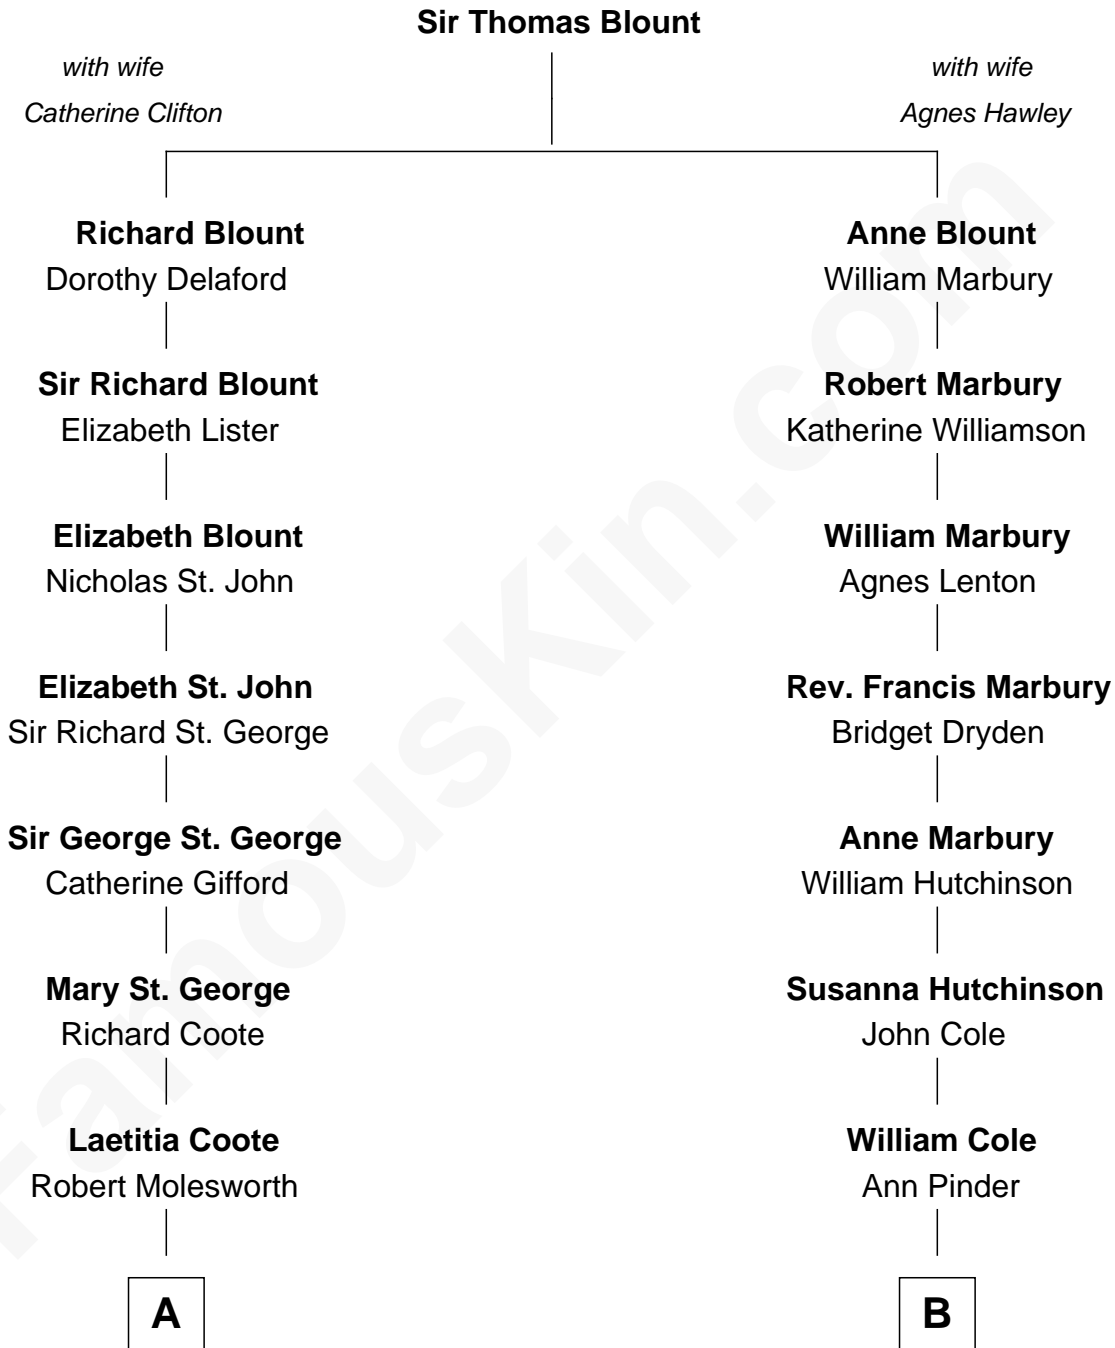 Sir Thomas Blount
with wife
Catherine Clifton
with wife
Agnes Hawley
Richard Blount
Dorothy Delaford
Anne Blount
William Marbury
Sir Richard Blount
Elizabeth Lister
Robert Marbury
Katherine Williamson
Elizabeth Blount
Nicholas St. John
William Marbury
Agnes Lenton
Elizabeth St. John
Sir Richard St. George
Rev. Francis Marbury
Bridget Dryden
Sir George St. George
Catherine Gifford
Anne Marbury
William Hutchinson
Mary St. George
Richard Coote
Susanna Hutchinson
John Cole
Laetitia Coote
Robert Molesworth
William Cole
Ann Pinder
A
B
FamousKin.com